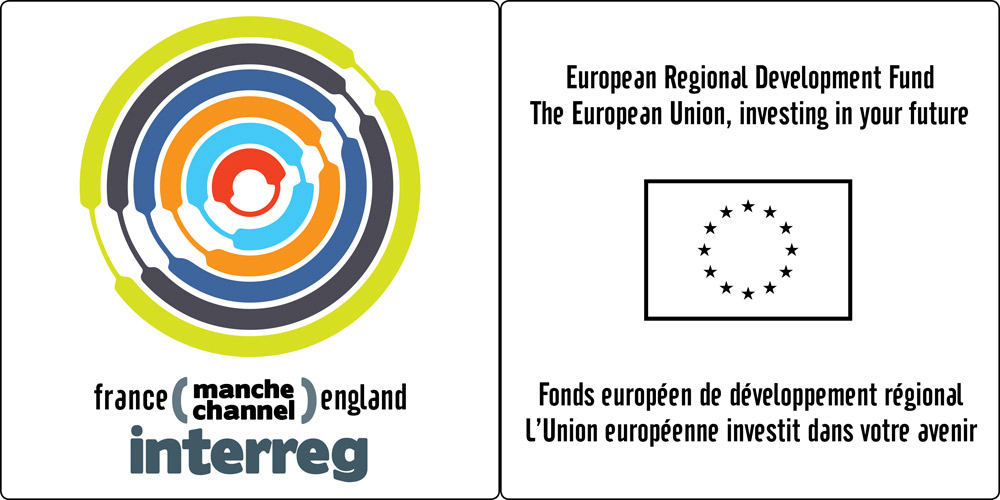 france ( manche channel ) england
interreg
European Regional Development Fund
The European Union, investing in your future
Fonds européen de développement régional
L'Union européenne investit dans votre avenir